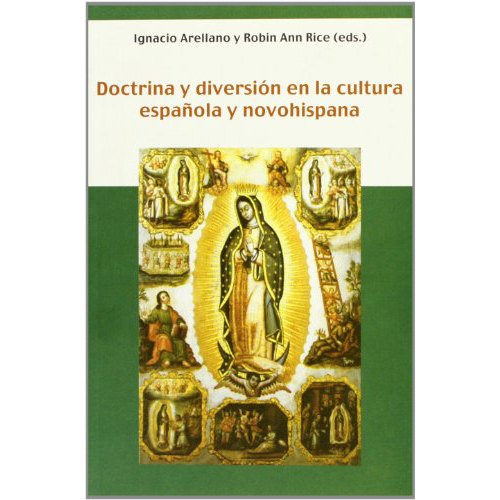 Ignacio Arellano y Robin Ann Rice (eds.)
Doctrina y diversión en la cultura
española y novohispana